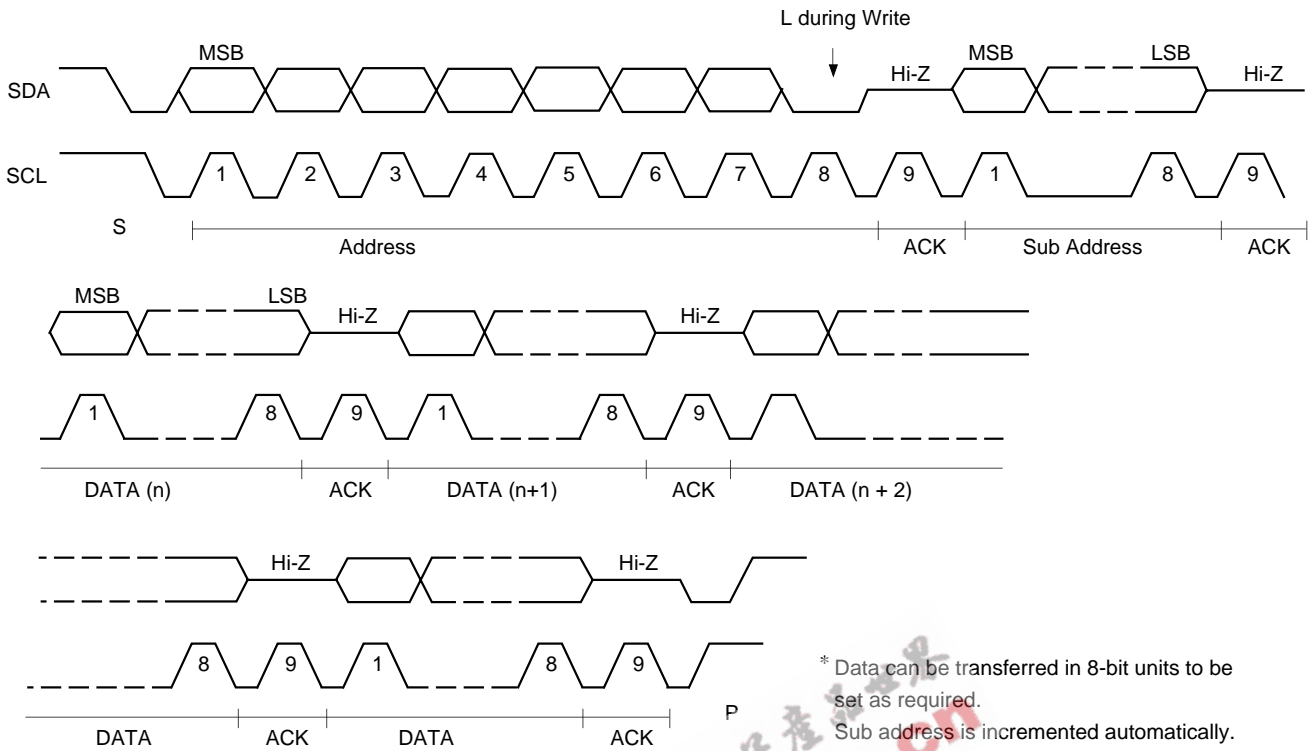 L during Write
MSB MSB LSB
SDA Hi-Z Hi-Z
SCL 1 2 3 4 5 6 7 8 9 1 8 9
S
Address ACK Sub Address ACK
MSB LSB Hi-Z Hi-Z
1 8 9 1 8 9
DATA (n) ACK DATA (n+1) ACK DATA (n + 2)
Hi-Z Hi-Z
8 9 1 8 9
P
DATA ACK DATA ACK
* Data can be transferred in 8-bit units to be
set as required.
Sub address is incremented automatically.
cn